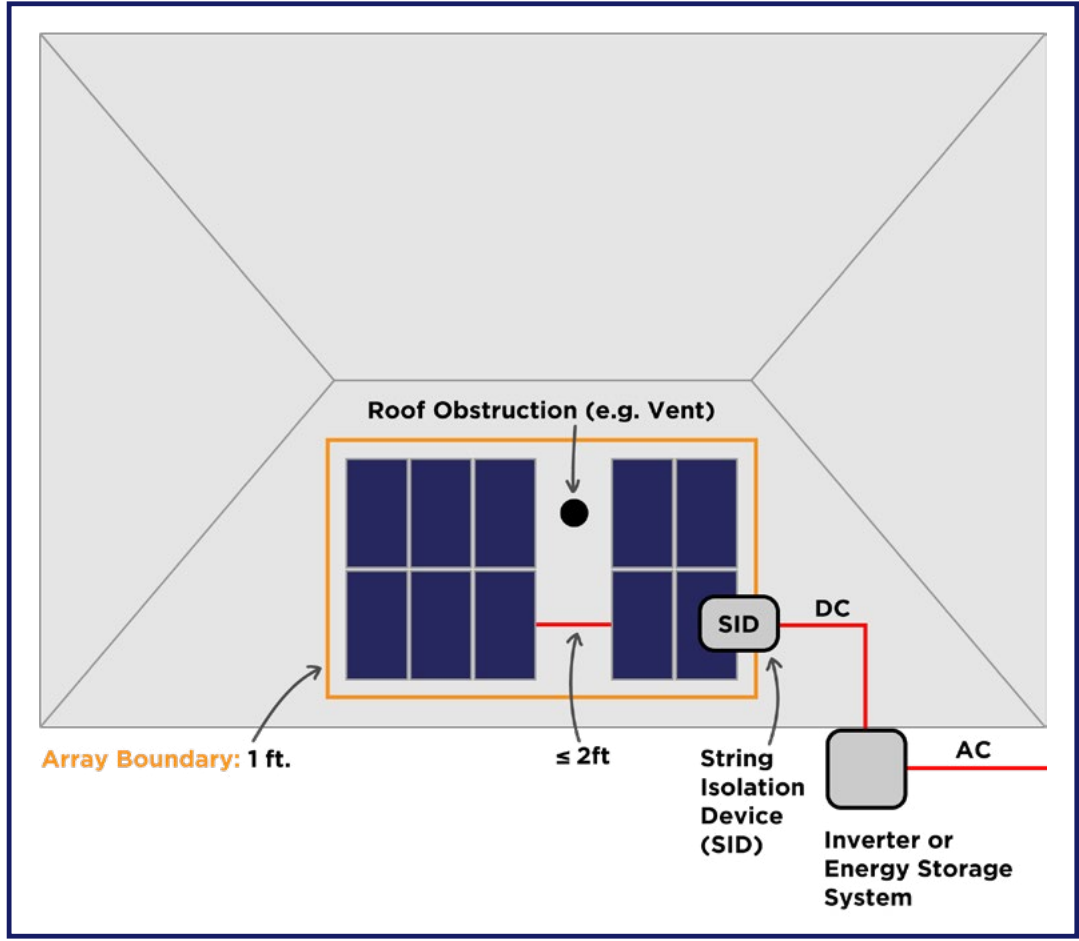 Roof Obstruction (e.g. Vent)
SID
DC
Array Boundary: 1 ft.
≤ 2ft
String
Isolation
Device
(SID)
AC
Inverter or
Energy Storage
System